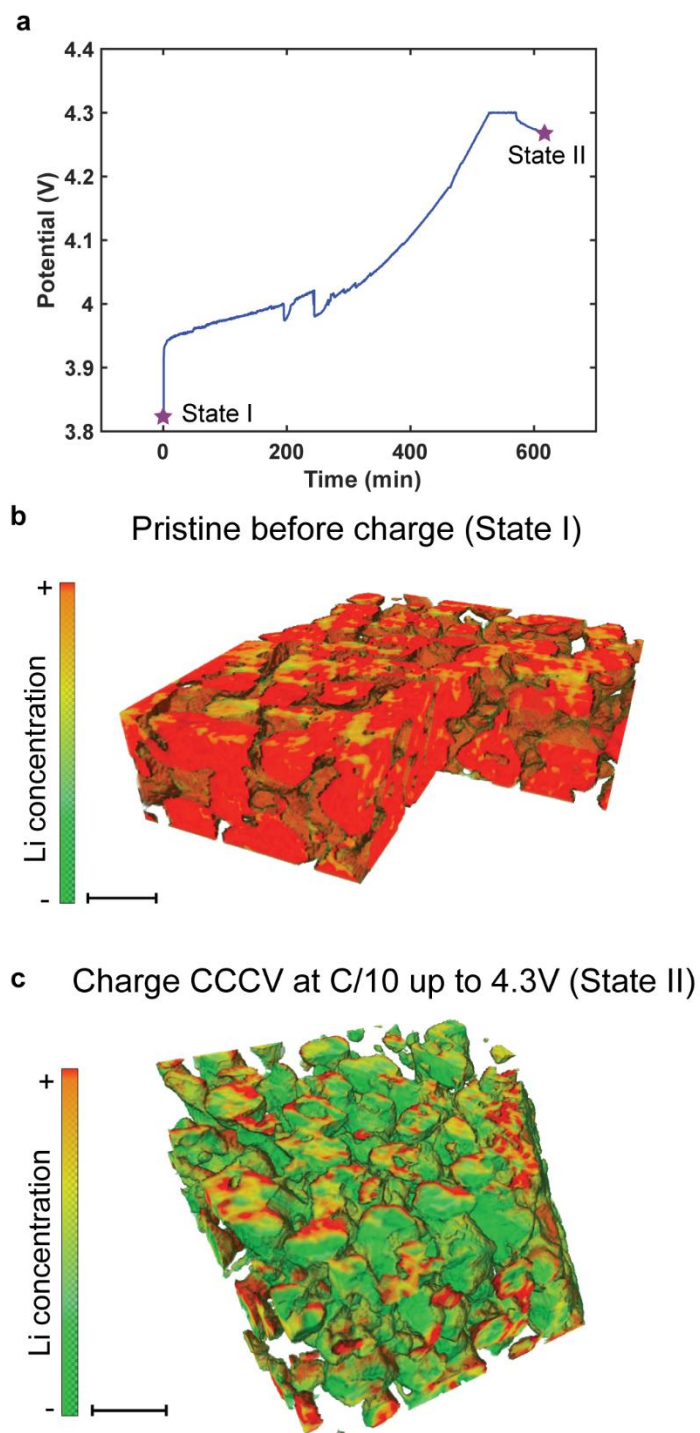 a
4.4
4.3
4.2
4.1
4
3.9
3.8
Potential (V)
State II
State I
0 200 400 600
Time (min)
b Pristine before charge (State I)
+
Li concentration
-
c Charge CCCV at C/10 up to 4.3V (State II)
+
Li concentration
-